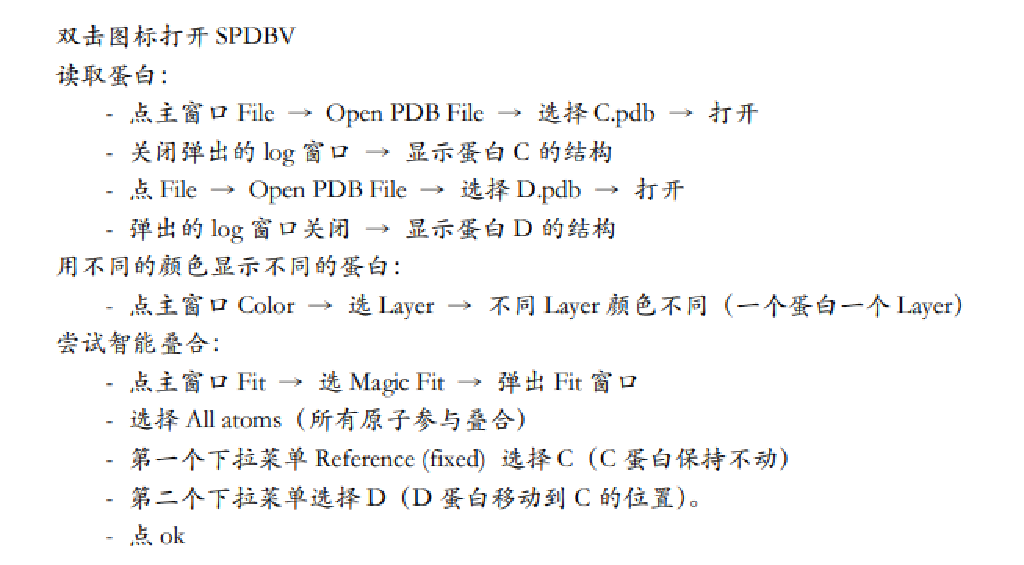 双击图标打开 SPDBV
读取蛋白：
- 点主窗口 File → Open PDB File → 选择 C.pdb → 打开
- 关闭弹出的 log 窗口 → 显示蛋白 C 的结构
- 点 File → Open PDB File → 选择 D.pdb → 打开
- 弹出的 log 窗口关闭 → 显示蛋白 D 的结构
用不同的颜色显示不同的蛋白：
- 点主窗口 Color → 选 Layer → 不同 Layer 颜色不同（一个蛋白一个 Layer）
尝试智能叠合：
- 点主窗口 Fit → 选 Magic Fit → 弹出 Fit 窗口
- 选择 All atoms（所有原子参与叠合）
- 第一个下拉菜单 Reference (fixed) 选择 C（C 蛋白保持不动）
- 第二个下拉菜单选择 D（D 蛋白移动到 C 的位置）。
- 点 ok